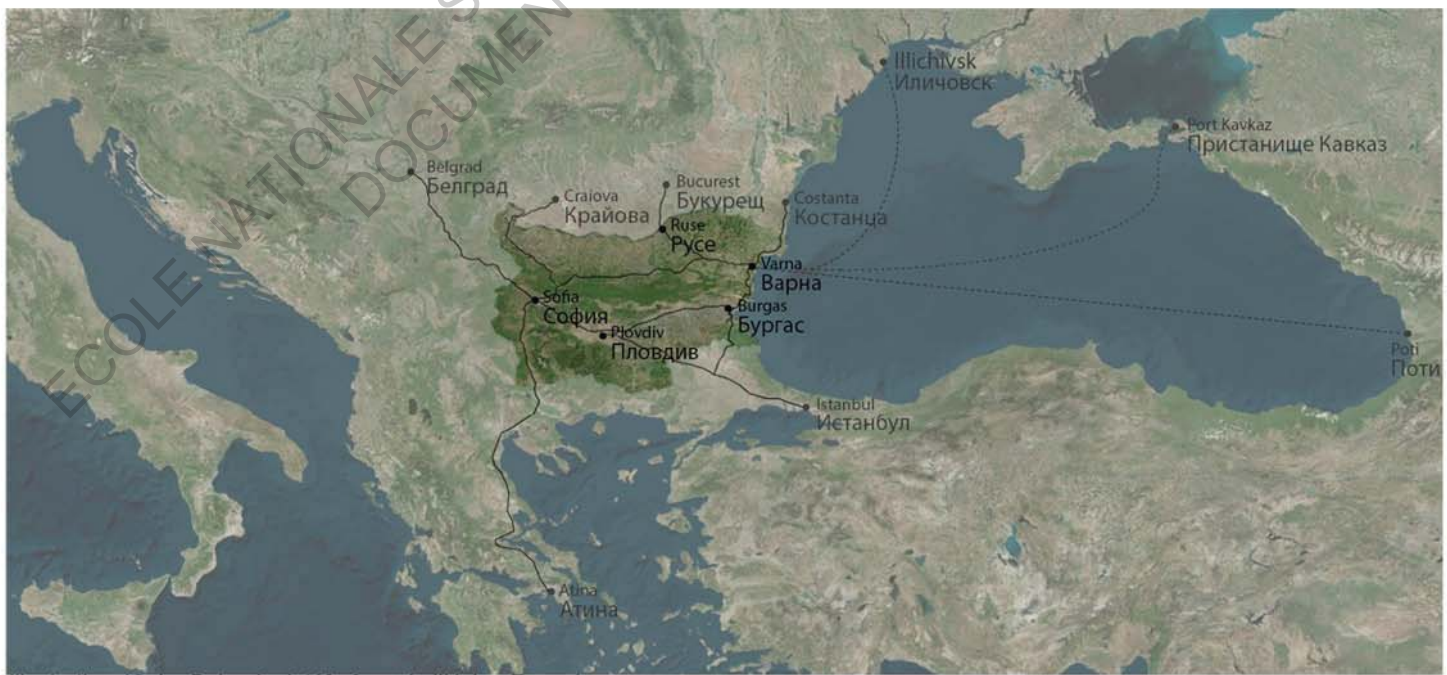 ECOLE NATIONALE S
DOCUMEN
Illichivsk
Иличовск
Port Kavkaz
Пристанище Кавказ
Belgrad
Белград
Craiova
Крайова
Bucurest
Букурещ
Costanta
Костанца
Ruse
Русе
Varna
Варна
Sofia
София
Burgas
Бургас
Plovdiv
Пловдив
Poti
Поти
Istanbul
Истанбул
Atina
Атина